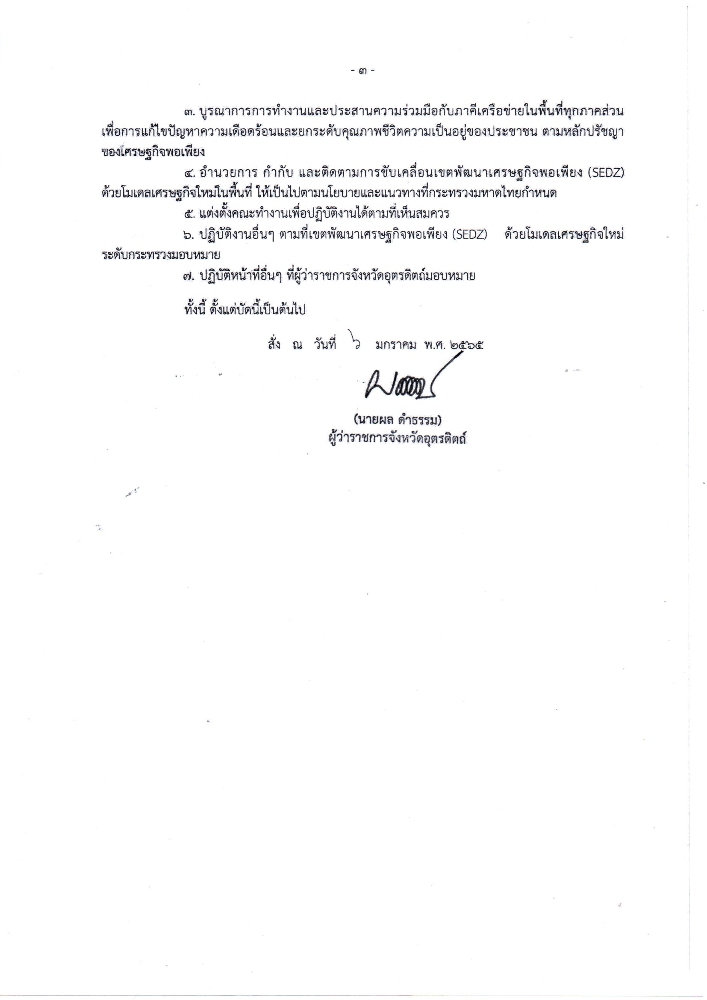 - ๓ -
๓. บูรณาการการทำงานและประสานความร่วมมือกับภาคีเครือข่ายในพื้นที่ทุกภาคส่วน
เพื่อการแก้ไขปัญหาความเดือดร้อนและยกระดับคุณภาพชีวิตความเป็นอยู่ของประชาชน ตามหลักปรัชญา
ของเศรษฐกิจพอเพียง
๔. อำนวยการ กำกับ และติดตามการขับเคลื่อนเขตพัฒนาเศรษฐกิจพอเพียง (SEDZ)
ด้วยโมเดลเศรษฐกิจใหม่ในพื้นที่ ให้เป็นไปตามนโยบายและแนวทางที่กระทรวงมหาดไทยกำหนด
๕. แต่งตั้งคณะทำงานเพื่อปฏิบัติงานได้ตามที่เห็นสมควร
๖. ปฏิบัติงานอื่นๆ ตามที่เขตพัฒนาเศรษฐกิจพอเพียง (SEDZ) ด้วยโมเดลเศรษฐกิจใหม่
ระดับกระทรวงมอบหมาย
๗. ปฏิบัติหน้าที่อื่นๆ ที่ผู้ว่าราชการจังหวัดอุตรดิตถ์มอบหมาย
ทั้งนี้ ตั้งแต่บัดนี้เป็นต้นไป
สั่ง ณ วันที่ ๖ มกราคม พ.ศ. ๒๕๖๕
(นายผล ดำธรรม)
ผู้ว่าราชการจังหวัดอุตรดิตถ์